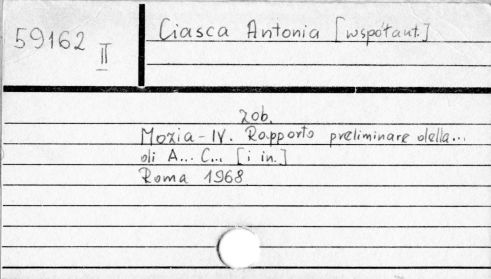 59162 II
Ciasca Antonia [współaut.]
zob.
Mozia-IV. Rapporto preliminare della...
di A... C... [i in.]
Roma 1968